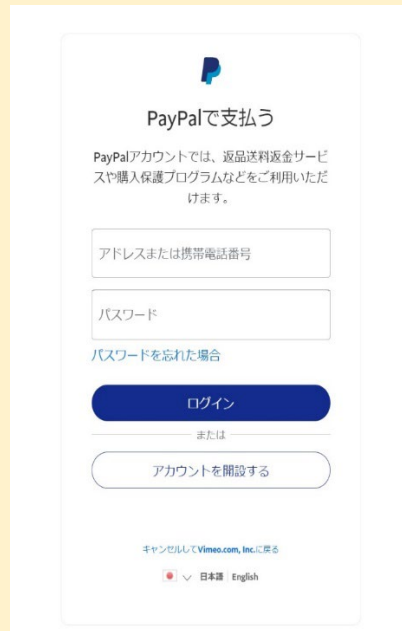 PayPalで支払う
PayPalアカウントでは、返品送料返金サービ
スや購入保護プログラムなどをご利用いただ
けます。
アドレスまたは携帯電話番号
パスワード
パスワードを忘れた場合
ログイン
または
アカウントを開設する
キャンセルしてVimeo.com, Inc.に戻る
日本語 English